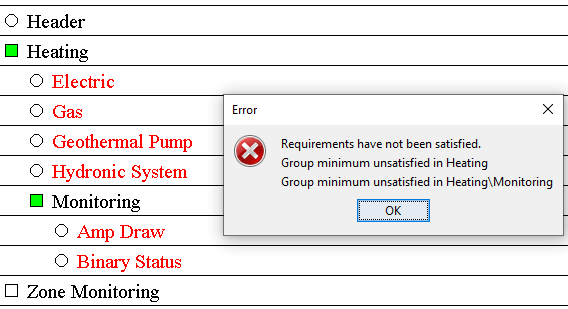 Header
Heating
Electric
Gas
Geothermal Pump
Hydronic System
Monitoring
Amp Draw
Binary Status
Zone Monitoring
Error
Requirements have not been satisfied.
Group minimum unsatisfied in Heating
Group minimum unsatisfied in Heating\Monitoring
OK